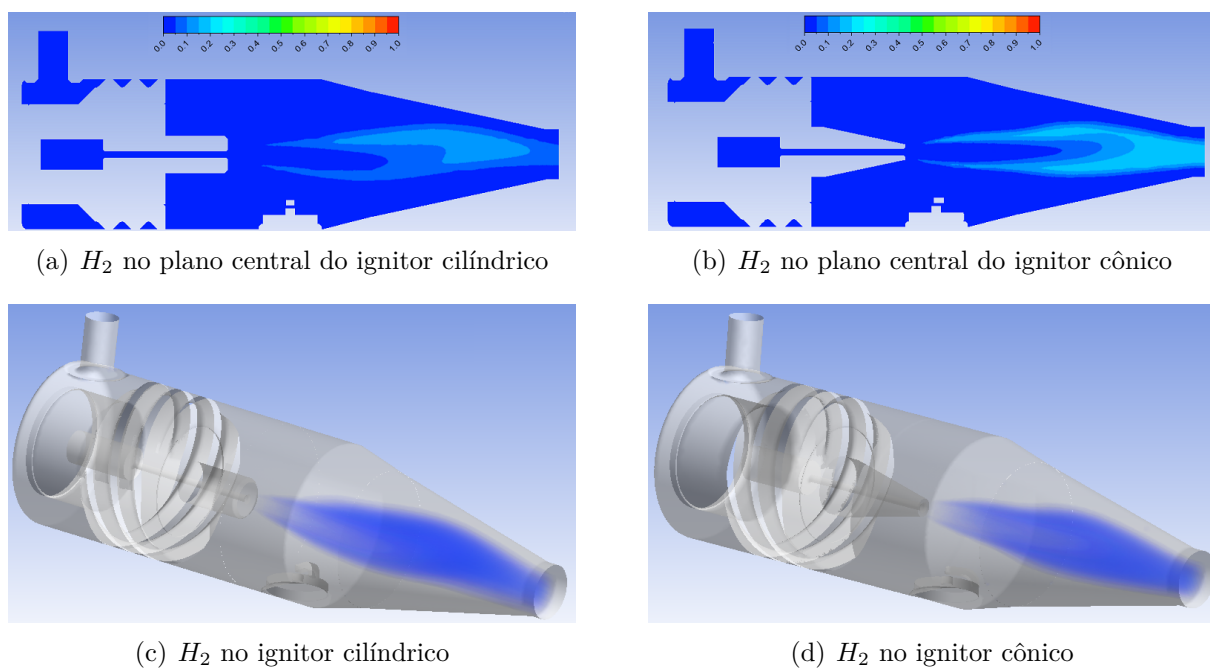 0.0 0.1 0.2 0.3 0.4 0.5 0.6 0.7 0.8 0.9 1.0
0.0 0.1 0.2 0.3 0.4 0.5 0.6 0.7 0.8 0.9 1.0
(a) H₂ no plano central do ignitor cilíndrico
(b) H₂ no plano central do ignitor cônico
(c) H₂ no ignitor cilíndrico
(d) H₂ no ignitor cônico